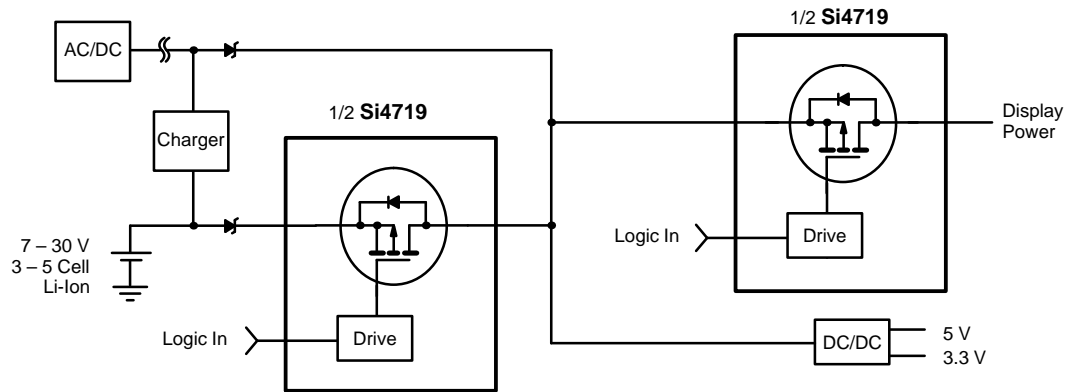 1/2 Si4719
AC/DC
1/2 Si4719
Charger
Display
Power
7 – 30 V
3 – 5 Cell
Li-Ion
Logic In
Drive
Logic In
Drive
DC/DC
5 V
3.3 V